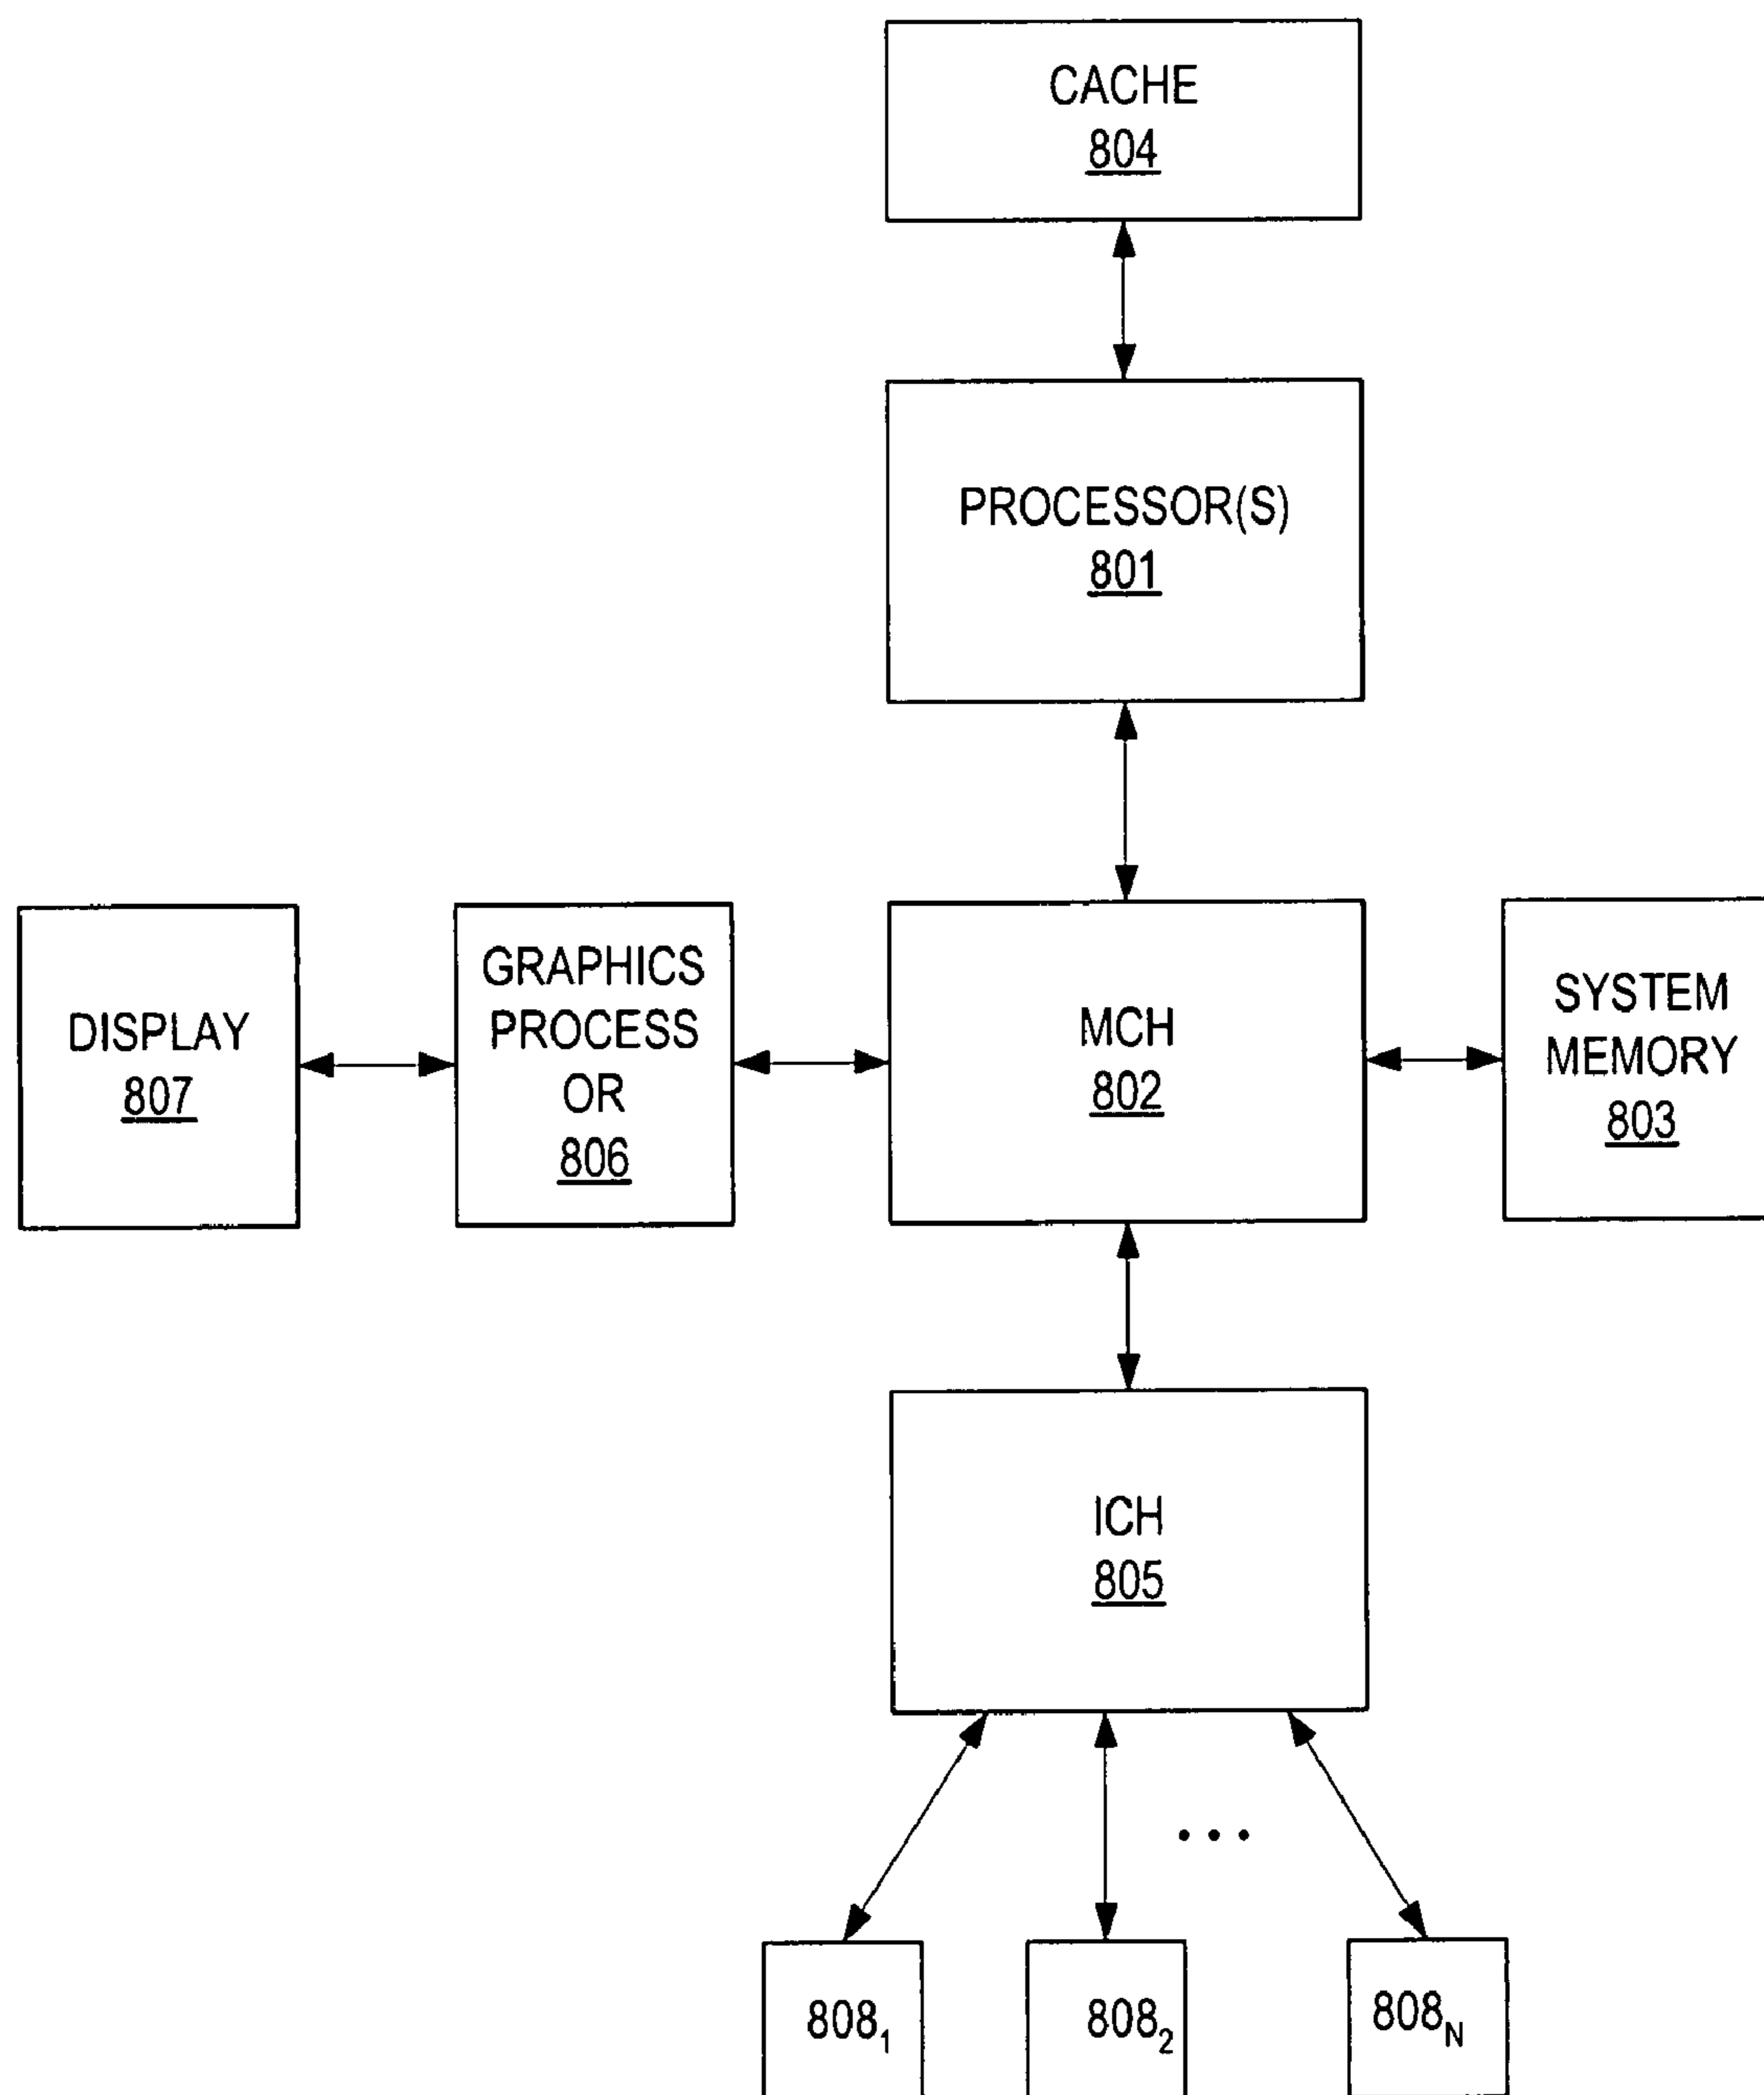 CACHE
804
PROCESSOR(S)
801
DISPLAY
807
GRAPHICS
PROCESS
OR
806
MCH
802
SYSTEM
MEMORY
803
ICH
805
...
808₁
808₂
808N